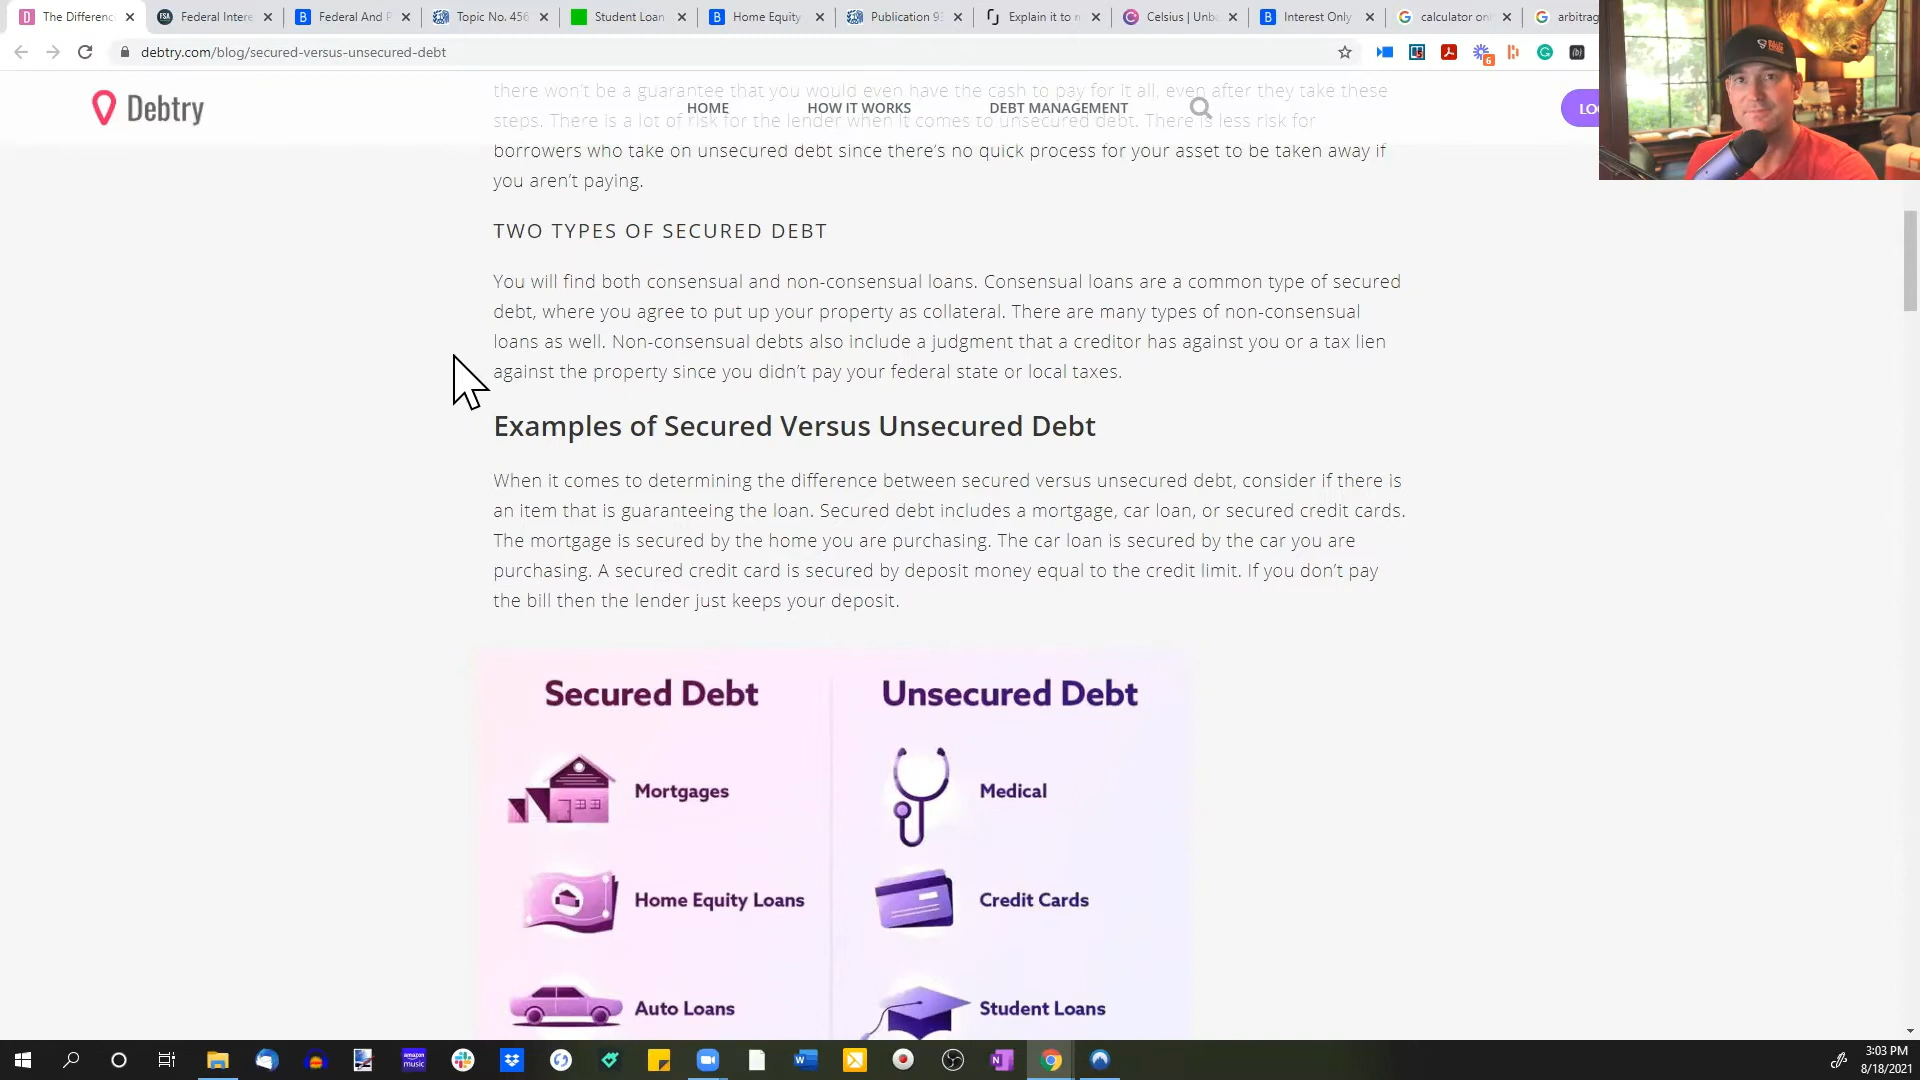 The Differenc
Federal Intere
Federal And P
Topic No. 456
Student Loan
Home Equity
Publication 93
Explain it to m
Celsius | Unba
Interest Only
calculator onl
arbitrag
debtry.com/blog/secured-versus-unsecured-debt
6
there won't be a guarantee that you would even have the cash to pay for it all, even after they take these
Debtry
HOME
HOW IT WORKS
DEBT MANAGEMENT
LO
steps. There is a lot of risk for the lender when it comes to unsecured debt. There is less risk for
borrowers who take on unsecured debt since there's no quick process for your asset to be taken away if
you aren't paying.
TWO TYPES OF SECURED DEBT
You will find both consensual and non-consensual loans. Consensual loans are a common type of secured
debt, where you agree to put up your property as collateral. There are many types of non-consensual
loans as well. Non-consensual debts also include a judgment that a creditor has against you or a tax lien
against the property since you didn't pay your federal state or local taxes.
Examples of Secured Versus Unsecured Debt
When it comes to determining the difference between secured versus unsecured debt, consider if there is
an item that is guaranteeing the loan. Secured debt includes a mortgage, car loan, or secured credit cards.
The mortgage is secured by the home you are purchasing. The car loan is secured by the car you are
purchasing. A secured credit card is secured by deposit money equal to the credit limit. If you don't pay
the bill then the lender just keeps your deposit.
Secured Debt
Unsecured Debt
Mortgages
Medical
Home Equity Loans
Credit Cards
Auto Loans
Student Loans
amazon
music
3:03 PM
8/18/2021